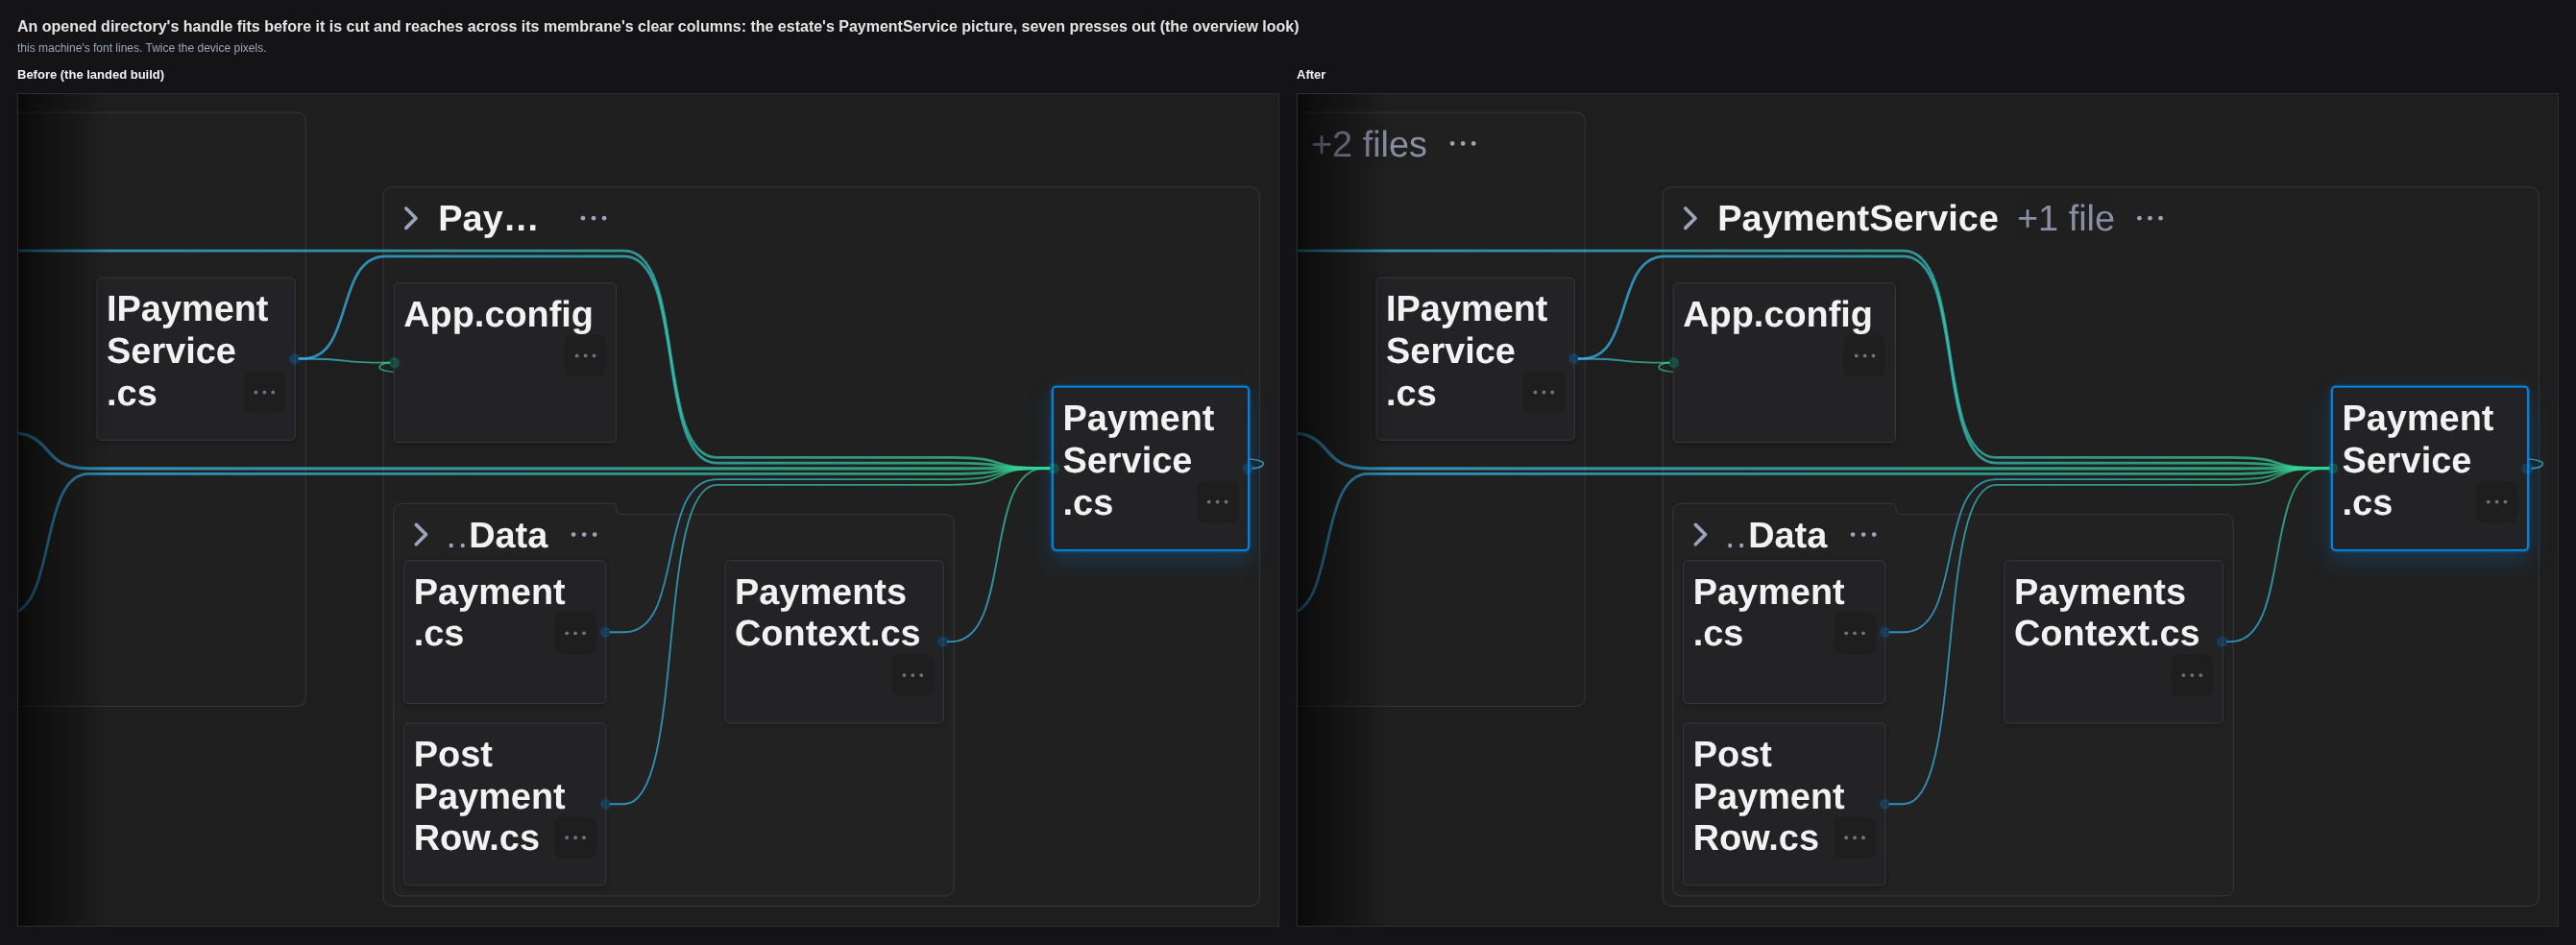 An opened directory's handle fits before it is cut and reaches across its membrane's clear columns: the estate's PaymentService picture, seven presses out (the overview look)
this machine's font lines. Twice the device pixels.
Before (the landed build)
Pay…
IPayment
Service
.cs
App.config
Payment
Service
.cs
..Data
Payment
.cs
Payments
Context.cs
Post
Payment
Row.cs
After
+2 files
PaymentService +1 file
IPayment
Service
.cs
App.config
Payment
Service
.cs
..Data
Payment
.cs
Payments
Context.cs
Post
Payment
Row.cs